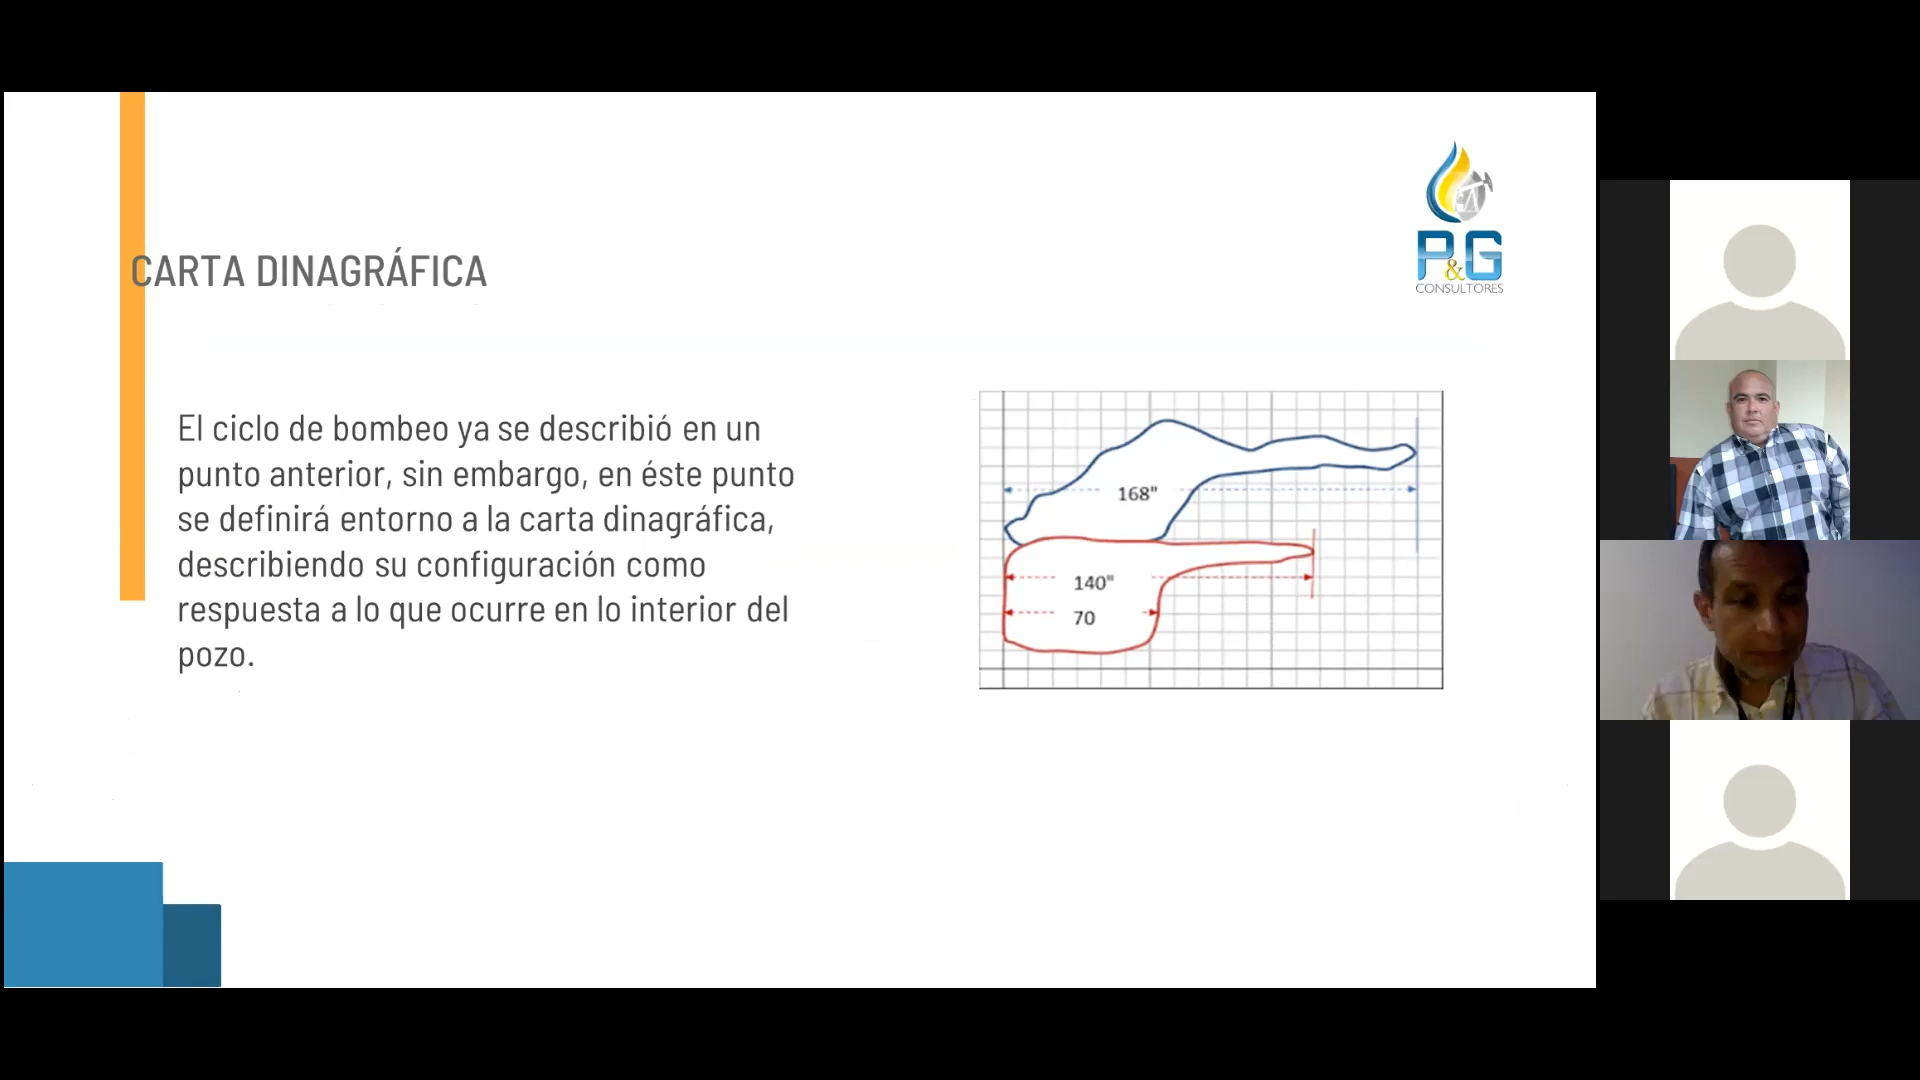 P&G
CONSULTORES
CARTA DINAGRÁFICA
El ciclo de bombeo ya se describió en un
punto anterior, sin embargo, en éste punto
se definirá entorno a la carta dinagráfica,
describiendo su configuración como
respuesta a lo que ocurre en lo interior del
pozo.
168"
140"
70